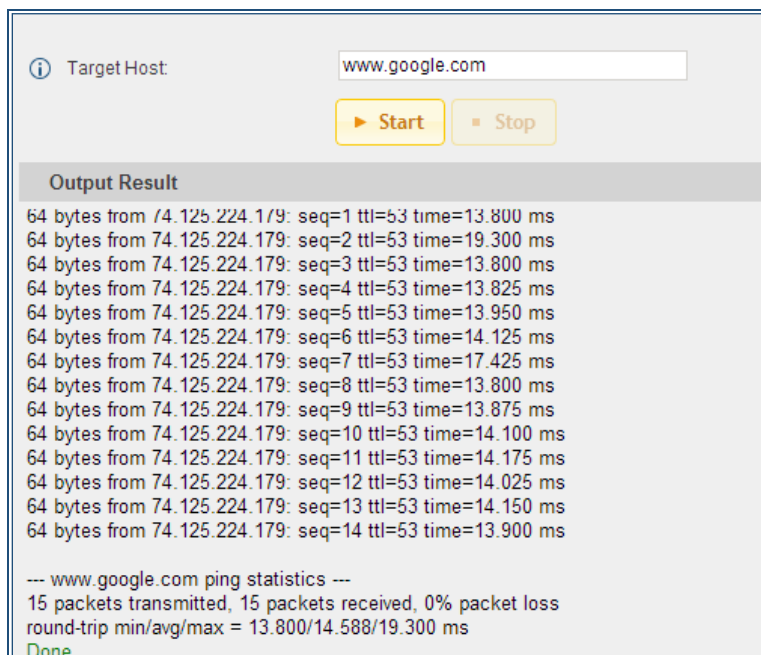 Target Host:
www.google.com
Start
Stop
Output Result
64 bytes from 74.125.224.179: seq=1 ttl=53 time=13.800 ms
64 bytes from 74.125.224.179: seq=2 ttl=53 time=19.300 ms
64 bytes from 74.125.224.179: seq=3 ttl=53 time=13.800 ms
64 bytes from 74.125.224.179: seq=4 ttl=53 time=13.825 ms
64 bytes from 74.125.224.179: seq=5 ttl=53 time=13.950 ms
64 bytes from 74.125.224.179: seq=6 ttl=53 time=14.125 ms
64 bytes from 74.125.224.179: seq=7 ttl=53 time=17.425 ms
64 bytes from 74.125.224.179: seq=8 ttl=53 time=13.800 ms
64 bytes from 74.125.224.179: seq=9 ttl=53 time=13.875 ms
64 bytes from 74.125.224.179: seq=10 ttl=53 time=14.100 ms
64 bytes from 74.125.224.179: seq=11 ttl=53 time=14.175 ms
64 bytes from 74.125.224.179: seq=12 ttl=53 time=14.025 ms
64 bytes from 74.125.224.179: seq=13 ttl=53 time=14.150 ms
64 bytes from 74.125.224.179: seq=14 ttl=53 time=13.900 ms
--- www.google.com ping statistics ---
15 packets transmitted, 15 packets received, 0% packet loss
round-trip min/avg/max = 13.800/14.588/19.300 ms
Done